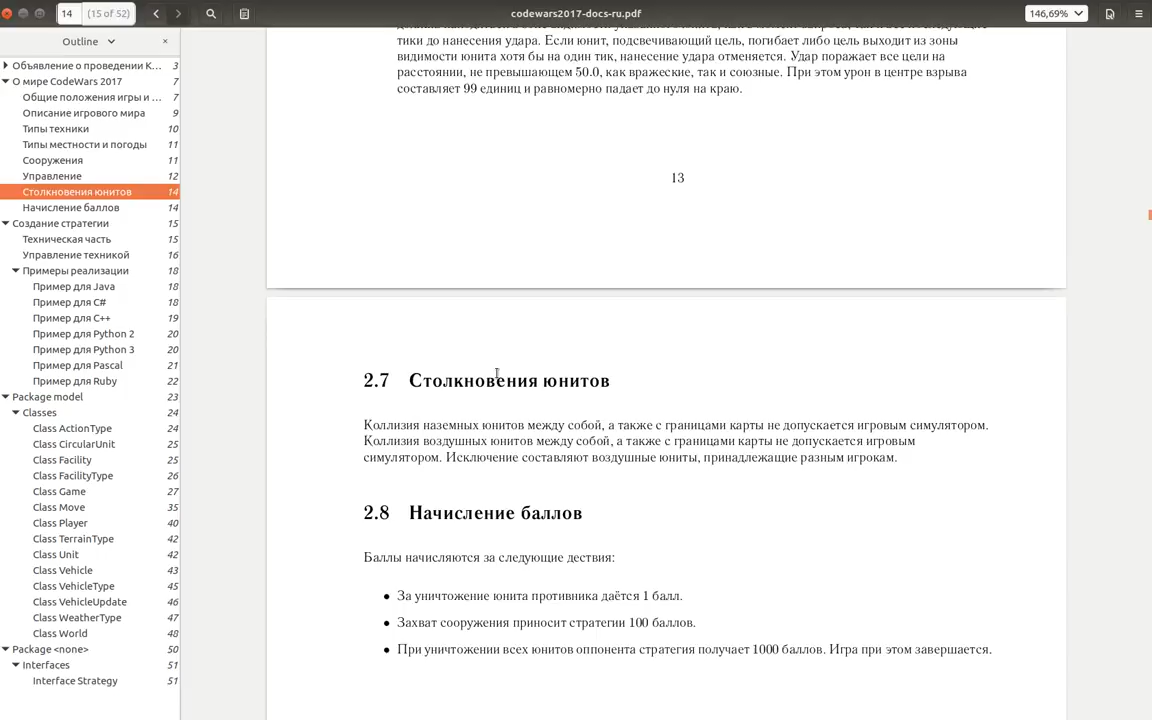 14 (15 of 52)
codewars2017-docs-ru.pdf
146,69%
Outline
Объявление о проведении К... 3
О мире CodeWars 2017 7
Общие положения игры и ... 7
Описание игрового мира 9
Типы техники 10
Типы местности и погоды 11
Сооружения 11
Управление 12
Столкновения юнитов 14
Начисление баллов 14
Создание стратегии 15
Техническая часть 15
Управление техникой 16
Примеры реализации 18
Пример для Java 18
Пример для C# 18
Пример для C++ 19
Пример для Python 2 20
Пример для Python 3 20
Пример для Pascal 21
Пример для Ruby 22
Package model 23
Classes 24
Class ActionType 24
Class CircularUnit 25
Class Facility 25
Class FacilityType 26
Class Game 27
Class Move 35
Class Player 40
Class TerrainType 42
Class Unit 42
Class Vehicle 43
Class VehicleType 45
Class VehicleUpdate 46
Class WeatherType 47
Class World 48
Package <none> 50
Interfaces 51
Interface Strategy 51
тики до нанесения удара. Если юнит, подсвечивающий цель, погибает либо цель выходит из зоны
видимости юнита хотя бы на один тик, нанесение удара отменяется. Удар поражает все цели на
расстоянии, не превышающем 50.0, как вражеские, так и союзные. При этом урон в центре взрыва
составляет 99 единиц и равномерно падает до нуля на краю.
13
2.7 Столкновения юнитов
Коллизия наземных юнитов между собой, а также с границами карты не допускается игровым симулятором.
Коллизия воздушных юнитов между собой, а также с границами карты не допускается игровым
симулятором. Исключение составляют воздушные юниты, принадлежащие разным игрокам.
2.8 Начисление баллов
Баллы начисляются за следующие дествия:
• За уничтожение юнита противника даётся 1 балл.
• Захват сооружения приносит стратегии 100 баллов.
• При уничтожении всех юнитов оппонента стратегия получает 1000 баллов. Игра при этом завершается.